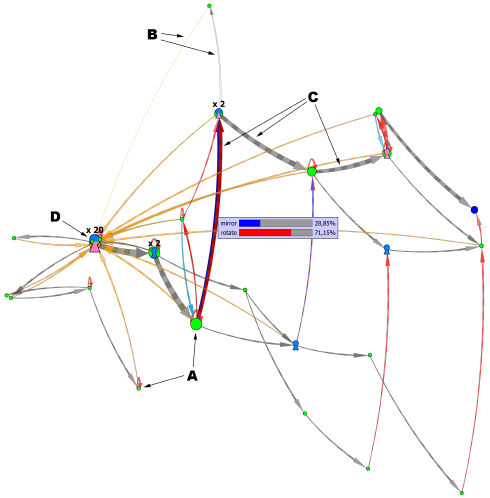 B
x 2
C
D
x 20
x 2
mirror 28,85%
rotate 71,15%
A